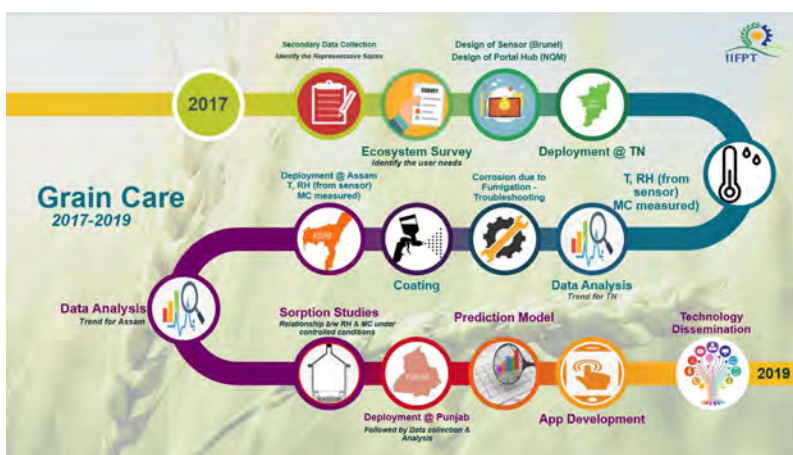 IIFPT
2017
Secondary Data Collection
Identify the Representative States
Ecosystem Survey
Identify the user needs
SURVEY
Design of Sensor (Brunel)
Design of Portal Hub (NQM)
Deployment @ TN
T, RH (from
sensor)
MC measured)
Grain Care
2017-2019
Data Analysis
Trend for TN
Corrosion due to
Fumigation -
Troubleshooting
Coating
Deployment @ Assam
T, RH (from sensor)
MC measured)
ASSAM
Data Analysis
Trend for Assam
Sorption Studies
Relationship b/w RH & MC under
controlled conditions
PUNJAB
Deployment @ Punjab
Followed by Data collection &
Analysis
Prediction Model
App Development
Technology
Dissemination
2019